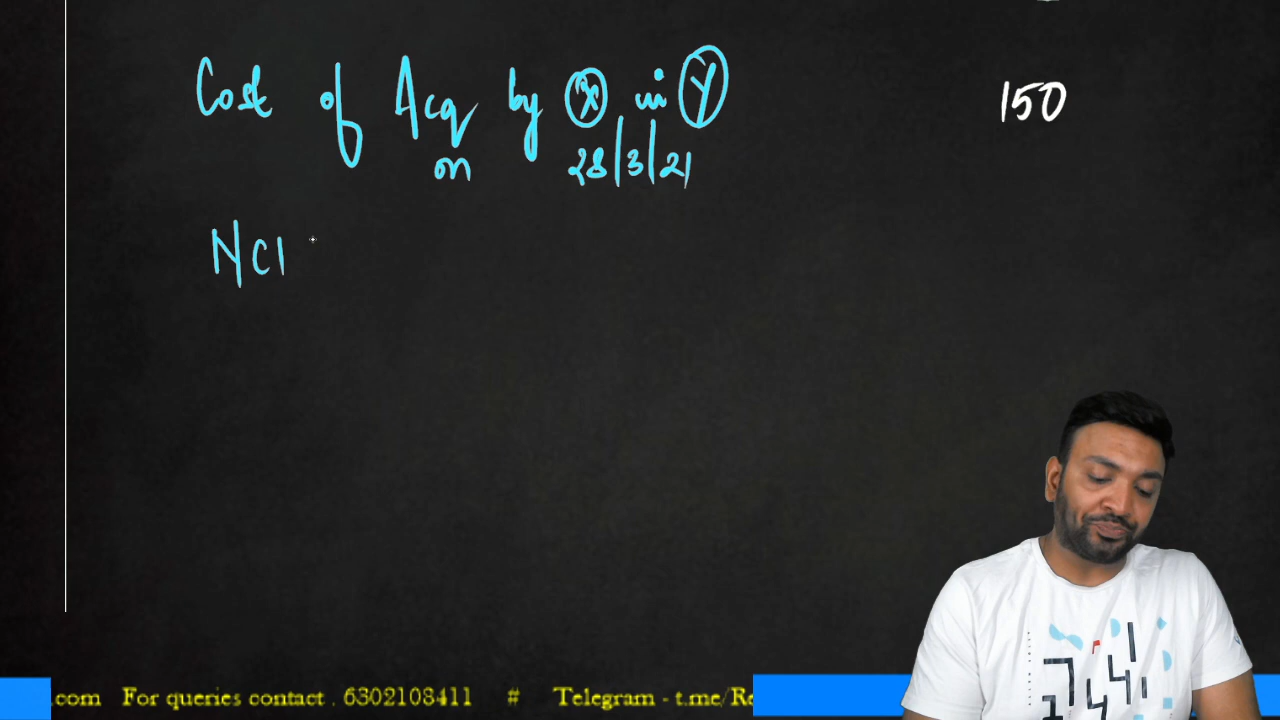 Cost of Acq by X in Y 150
on 28/3/21
NCI
.com For queries contact . 6302108411 # Telegram - t.me/Re